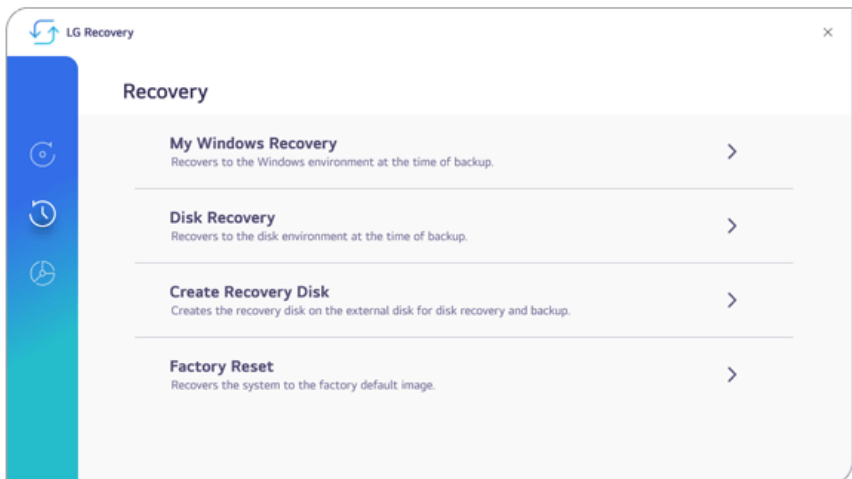 LG Recovery
Recovery
My Windows Recovery
Recovers to the Windows environment at the time of backup.
Disk Recovery
Recovers to the disk environment at the time of backup.
Create Recovery Disk
Creates the recovery disk on the external disk for disk recovery and backup.
Factory Reset
Recovers the system to the factory default image.